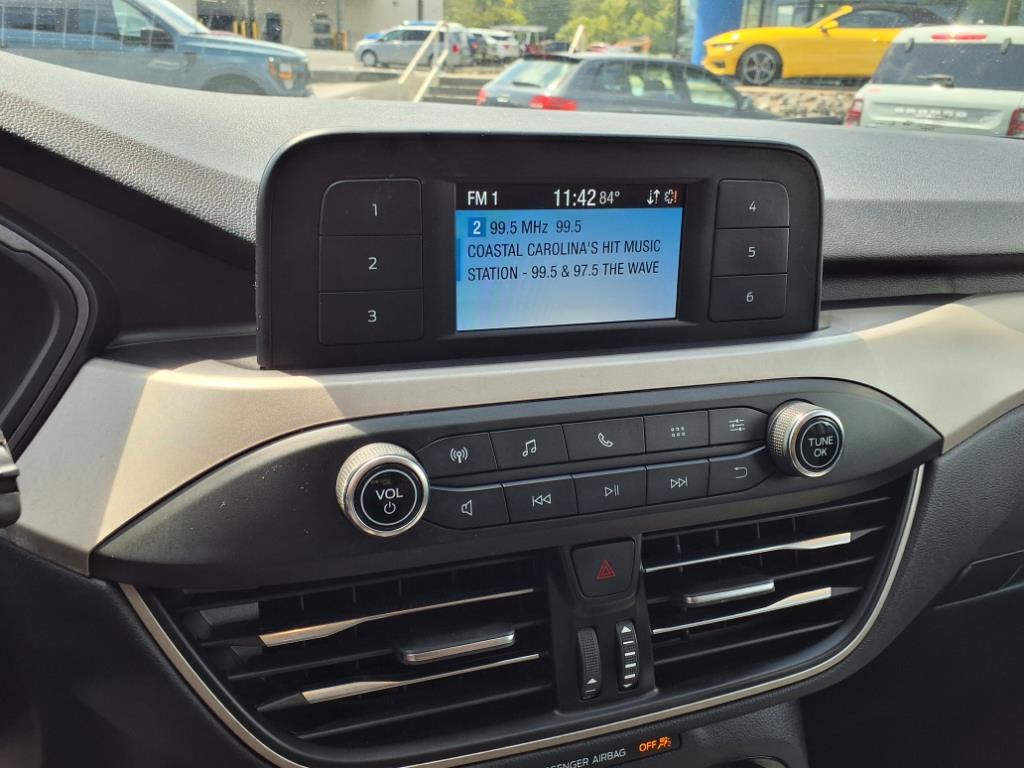 FM 1 11:42 84°
2 99.5 MHz 99.5
COASTAL CAROLINA'S HIT MUSIC
STATION - 99.5 & 97.5 THE WAVE
1
2
3
4
5
6
VOL
TUNE
OK
AIRBAG
OFF